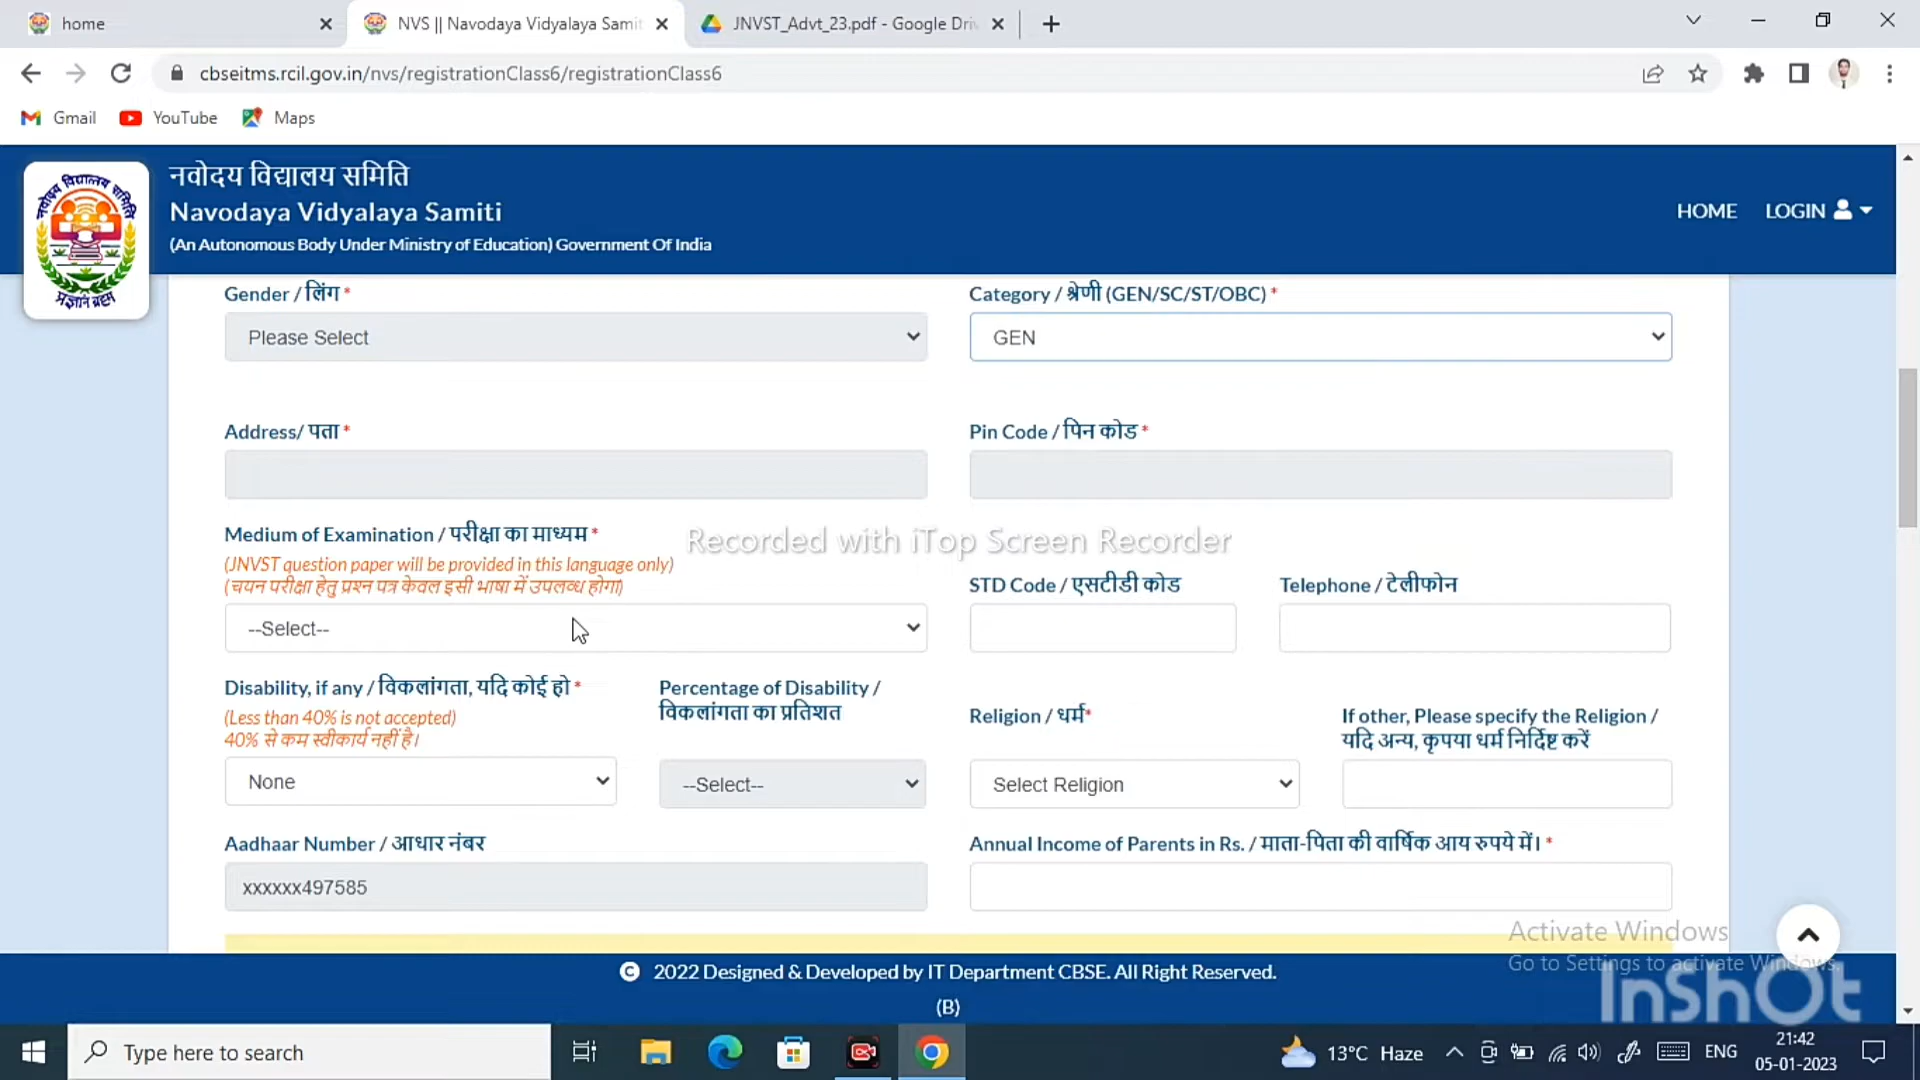 home
NVS || Navodaya Vidyalaya Samit
JNVST_Advt_23.pdf - Google Driv
cbseitms.rcil.gov.in/nvs/registrationClass6/registrationClass6
Gmail
YouTube
Maps
नवोदय विद्यालय समिति
Navodaya Vidyalaya Samiti
(An Autonomous Body Under Ministry of Education) Government Of India
HOME
LOGIN
नवोदय विद्यालय समिति
प्रज्ञानं ब्रह्म
Gender / लिंग *
Category / श्रेणी (GEN/SC/ST/OBC) *
Please Select
GEN
Address/ पता *
Pin Code / पिन कोड *
Medium of Examination / परीक्षा का माध्यम *
(JNVST question paper will be provided in this language only)
(चयन परीक्षा हेतु प्रश्न पत्र केवल इसी भाषा में उपलब्ध होगा)
Recorded with iTop Screen Recorder
STD Code / एसटीडी कोड
Telephone / टेलीफोन
--Select--
Disability, if any / विकलांगता, यदि कोई हो *
(Less than 40% is not accepted)
40% से कम स्वीकार्य नहीं है।
Percentage of Disability /
विकलांगता का प्रतिशत
Religion / धर्म*
If other, Please specify the Religion /
यदि अन्य, कृपया धर्म निर्दिष्ट करें
None
--Select--
Select Religion
Aadhaar Number / आधार नंबर
Annual Income of Parents in Rs. / माता-पिता की वार्षिक आय रुपये में। *
xxxxxx497585
Activate Windows
Go to Settings to activate Windows.
© 2022 Designed & Developed by IT Department CBSE. All Right Reserved.
(B)
InShOt
Type here to search
13°C Haze
ENG
21:42
05-01-2023